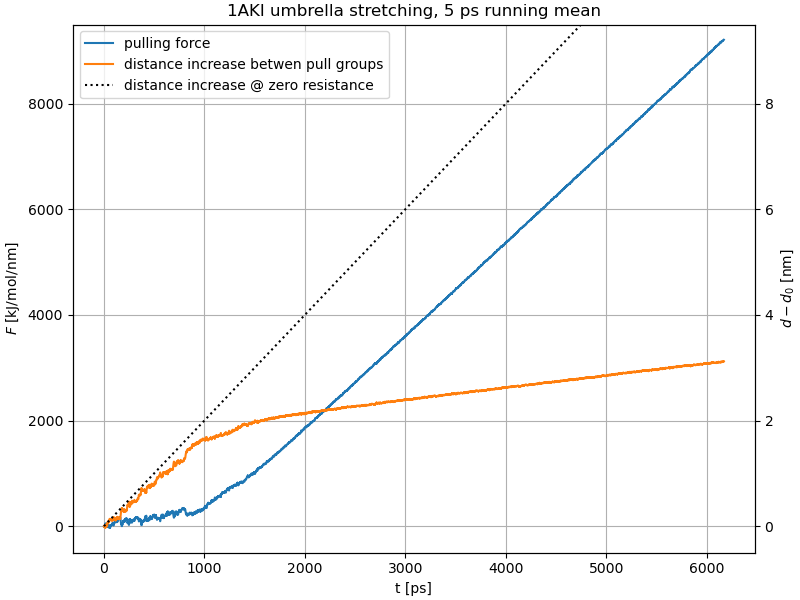 1AKI umbrella stretching, 5 ps running mean
pulling force
distance increase betwen pull groups
distance increase @ zero resistance
8000
6000
4000
2000
0
F [kJ/mol/nm]
8
6
4
2
0
d − d₀ [nm]
0 1000 2000 3000 4000 5000 6000
t [ps]